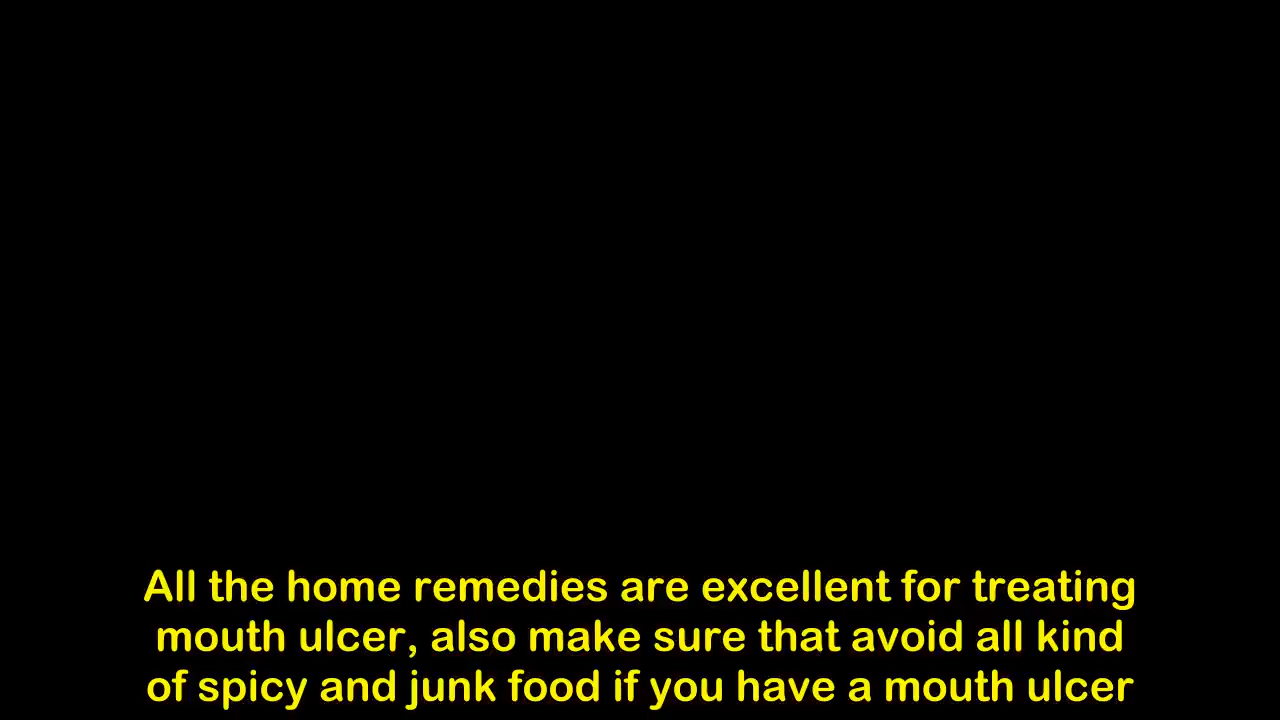 All the home remedies are excellent for treating
mouth ulcer, also make sure that avoid all kind
of spicy and junk food if you have a mouth ulcer